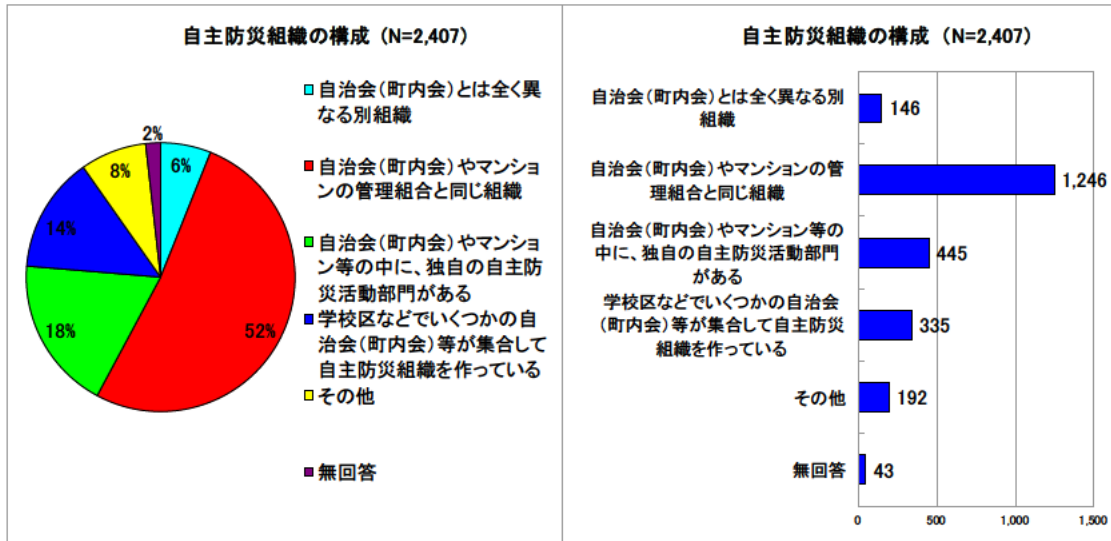 自主防災組織の構成 (N=2,407)
2%
6%
8%
14%
18%
52%
自治会(町内会)とは全く異
なる別組織
自治会(町内会)やマンショ
ンの管理組合と同じ組織
自治会(町内会)やマンショ
ン等の中に、独自の自主防
災活動部門がある
学校区などでいくつかの自
治会(町内会)等が集合して
自主防災組織を作っている
その他
無回答
自主防災組織の構成 (N=2,407)
自治会(町内会)とは全く異なる別
組織
146
自治会(町内会)やマンションの管
理組合と同じ組織
1,246
自治会(町内会)やマンション等の
中に、独自の自主防災活動部門
がある
445
学校区などでいくつかの自治会
(町内会)等が集合して自主防災
組織を作っている
335
その他
192
無回答
43
0 500 1,000 1,500